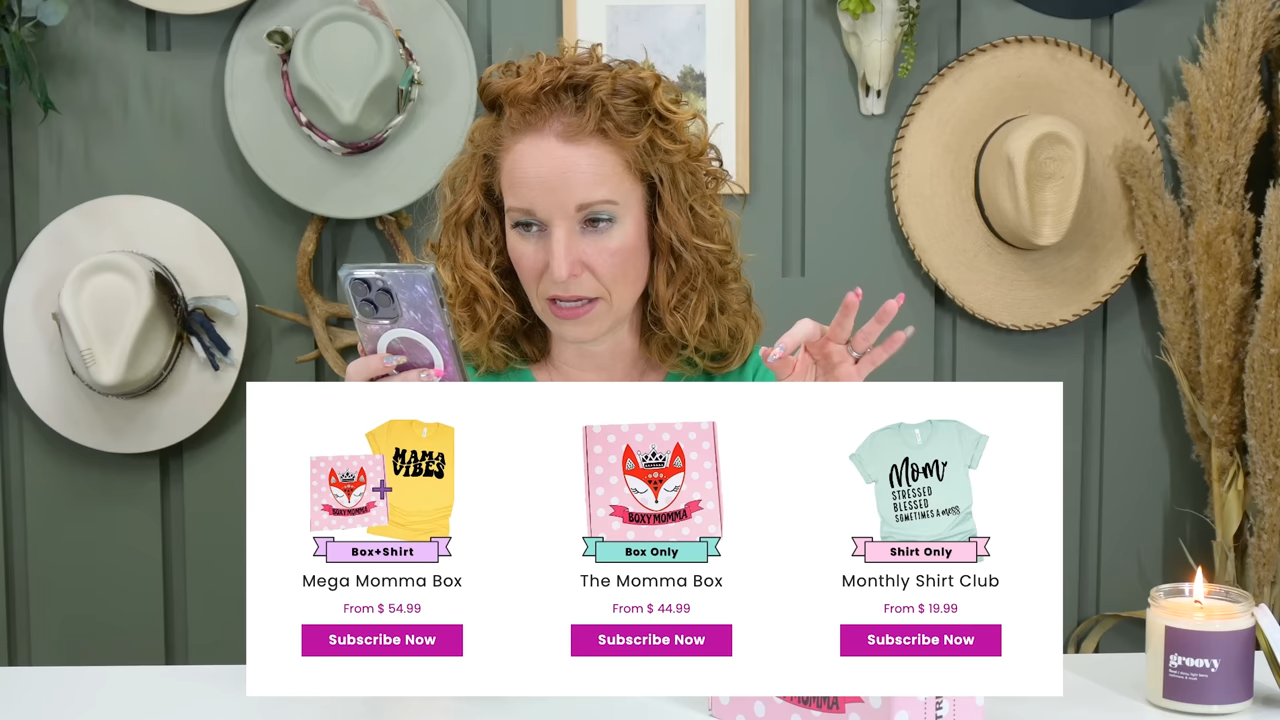 MAMA
VIBES
BOXY MOMMA
Box+Shirt
Mega Momma Box
From $ 54.99
Subscribe Now
BOXY MOMMA
Box Only
The Momma Box
From $ 44.99
Subscribe Now
Mom
STRESSED
BLESSED
SOMETIMES A MESS
Shirt Only
Monthly Shirt Club
From $ 19.99
Subscribe Now
groovy
MOMMA